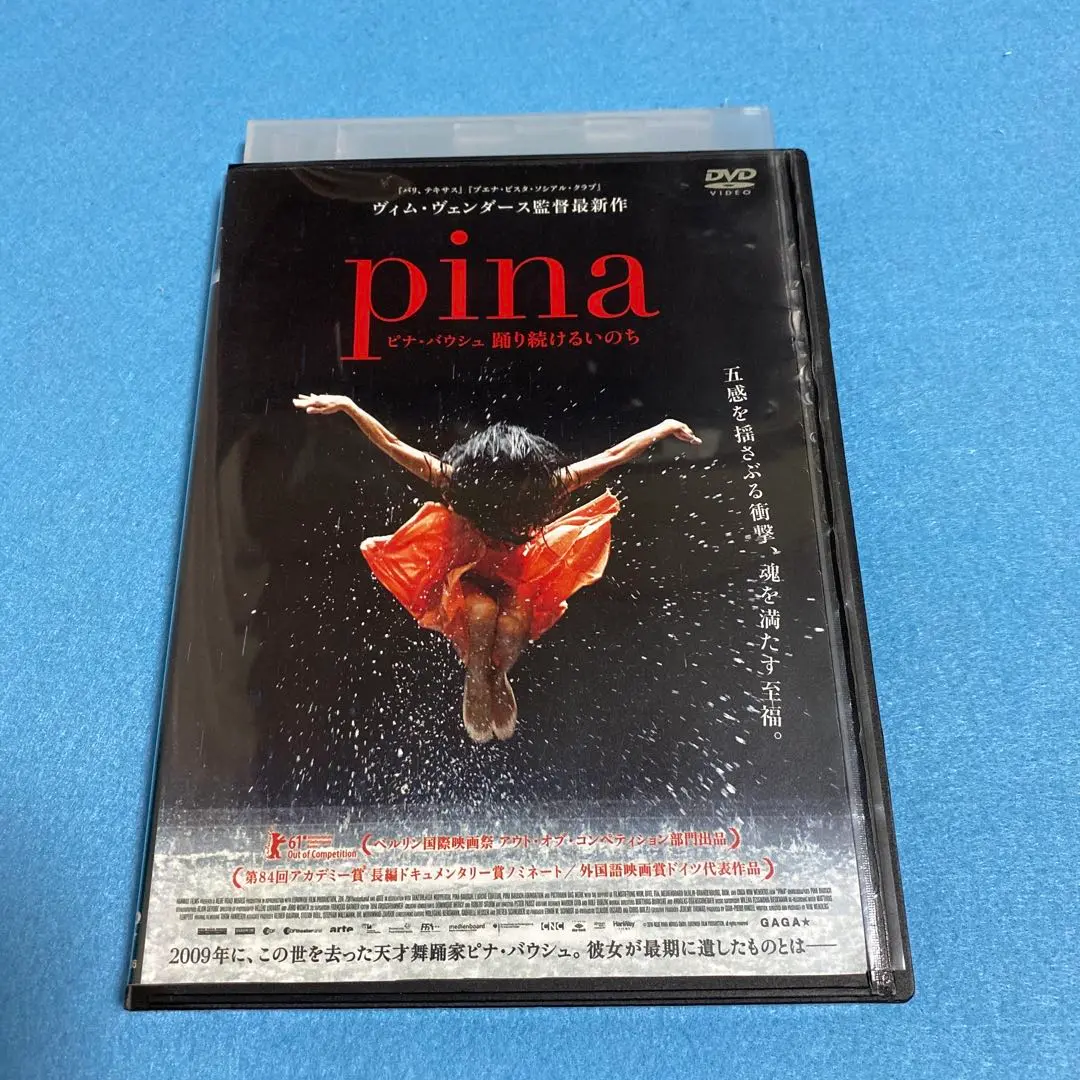 DVD
VIDEO
『パリ、テキサス』『ブエナ・ビスタ・ソシアル・クラブ』
ヴィム・ヴェンダース監督最新作
pina
ピナ・バウシュ 踊り続けるいのち
五感を揺さぶる衝撃、魂を満たす至福。
61
Out of Competition
(ベルリン国際映画祭 アウト・オブ・コンペティション部門出品)
(第84回アカデミー賞® 長編ドキュメンタリー賞ノミネート/外国語映画賞ドイツ代表作品)
arte
medienboard
CNC
GAGA★
2009年に、この世を去った天才舞踊家ピナ・バウシュ。彼女が最期に遺したものとは——